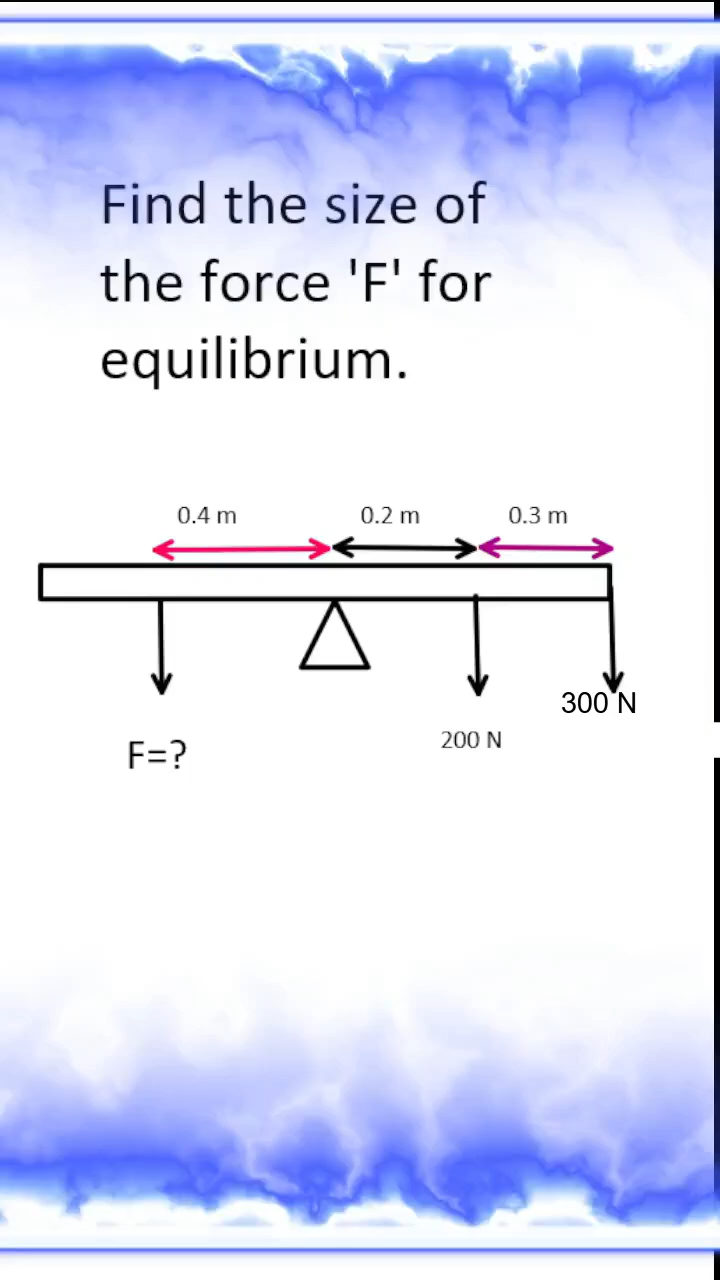 Find the size of
the force 'F' for
equilibrium.
0.4 m 0.2 m 0.3 m
300 N
F=? 200 N